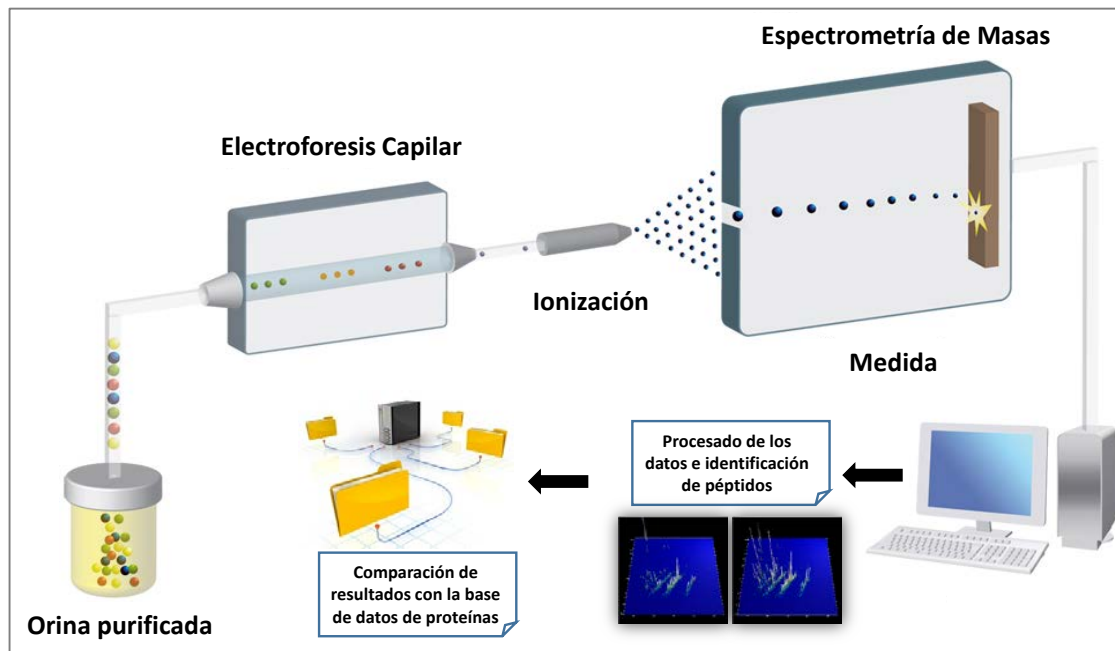 Espectrometría de Masas
Electroforesis Capilar
Ionización
Medida
Procesado de los
datos e identificación
de péptidos
Comparación de
resultados con la base
de datos de proteínas
Orina purificada